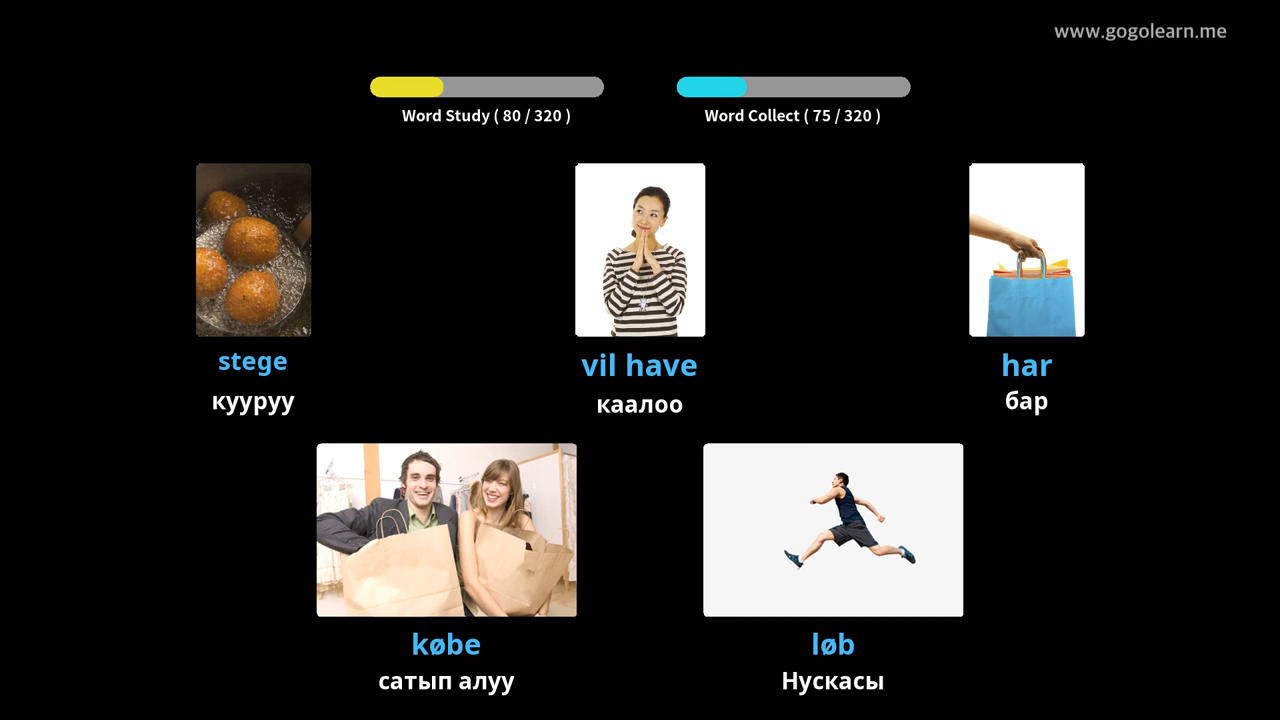 www.gogolearn.me
Word Study ( 80 / 320 )
Word Collect ( 75 / 320 )
stege
vil have
har
кууруу
каалоо
бар
købe
løb
сатып алуу
Нускасы